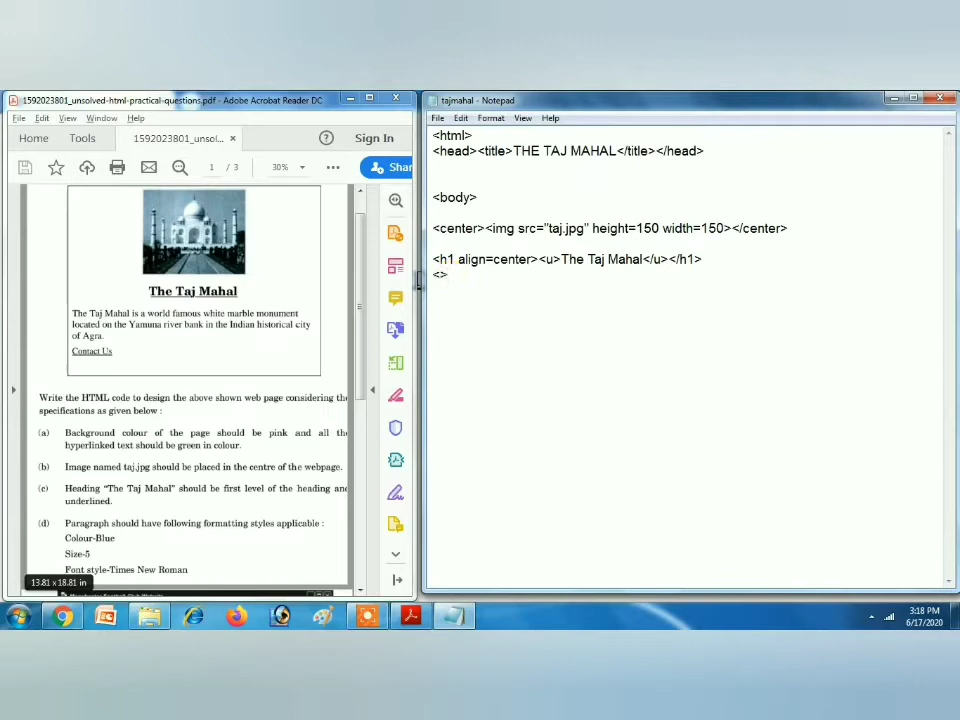 1592023801_unsolved-html-practical-questions.pdf - Adobe Acrobat Reader DC
File Edit View Window Help
Home Tools 1592023801_unsol... × ? Sign In
1 / 3 30% ... Shar
The Taj Mahal
The Taj Mahal is a world famous white marble monument
located on the Yamuna river bank in the Indian historical city
of Agra.
Contact Us
Write the HTML code to design the above shown web page considering the
specifications as given below :
(a) Background colour of the page should be pink and all the
hyperlinked text should be green in colour.
(b) Image named taj.jpg should be placed in the centre of the webpage.
(c) Heading “The Taj Mahal” should be first level of the heading and
underlined.
(d) Paragraph should have following formatting styles applicable :
Colour-Blue
Size-5
Font style-Times New Roman
13.81 x 18.81 in
tajmahal - Notepad
File Edit Format View Help
<html>
<head><title>THE TAJ MAHAL</title></head>
<body>
<center><img src="taj.jpg" height=150 width=150></center>
<h1 align=center><u>The Taj Mahal</u></h1>
<>
3:18 PM
6/17/2020